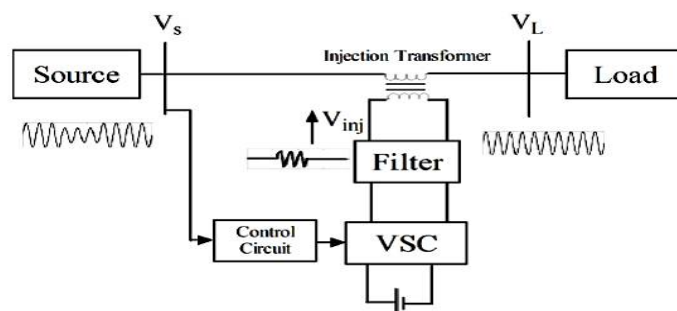 Vs
VL
Injection Transformer
Source
Load
Vinj
Filter
Control
Circuit
VSC